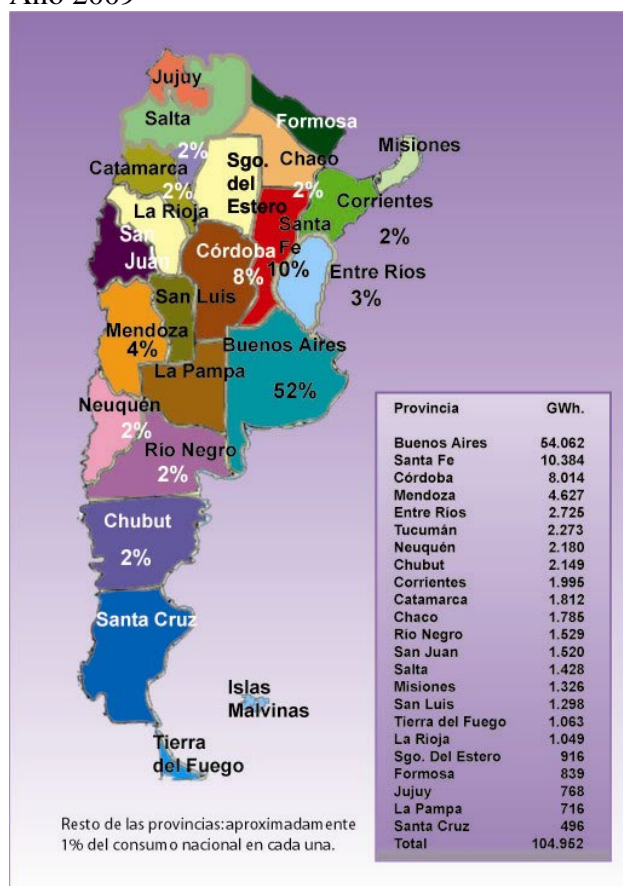 Año 2009
Jujuy
Salta
Formosa
2%
Catamarca
2%
Sgo.
del
Estero
Chaco
2%
Misiones
Corrientes
2%
La Rioja
San
Juan
Córdoba
8%
Santa
Fe
10%
Entre Ríos
3%
San Luis
Mendoza
4%
Buenos Aires
52%
La Pampa
Neuquén
2%
Río Negro
2%
Chubut
2%
Santa Cruz
Islas
Malvinas
Tierra
del Fuego
Resto de las provincias:aproximadamente
1% del consumo nacional en cada una.
Provincia GWh.
Buenos Aires 54.062
Santa Fe 10.384
Córdoba 8.014
Mendoza 4.627
Entre Ríos 2.725
Tucumán 2.273
Neuquén 2.180
Chubut 2.149
Corrientes 1.995
Catamarca 1.812
Chaco 1.785
Río Negro 1.529
San Juan 1.520
Salta 1.428
Misiones 1.326
San Luis 1.298
Tierra del Fuego 1.063
La Rioja 1.049
Sgo. Del Estero 916
Formosa 839
Jujuy 768
La Pampa 716
Santa Cruz 496
Total 104.952